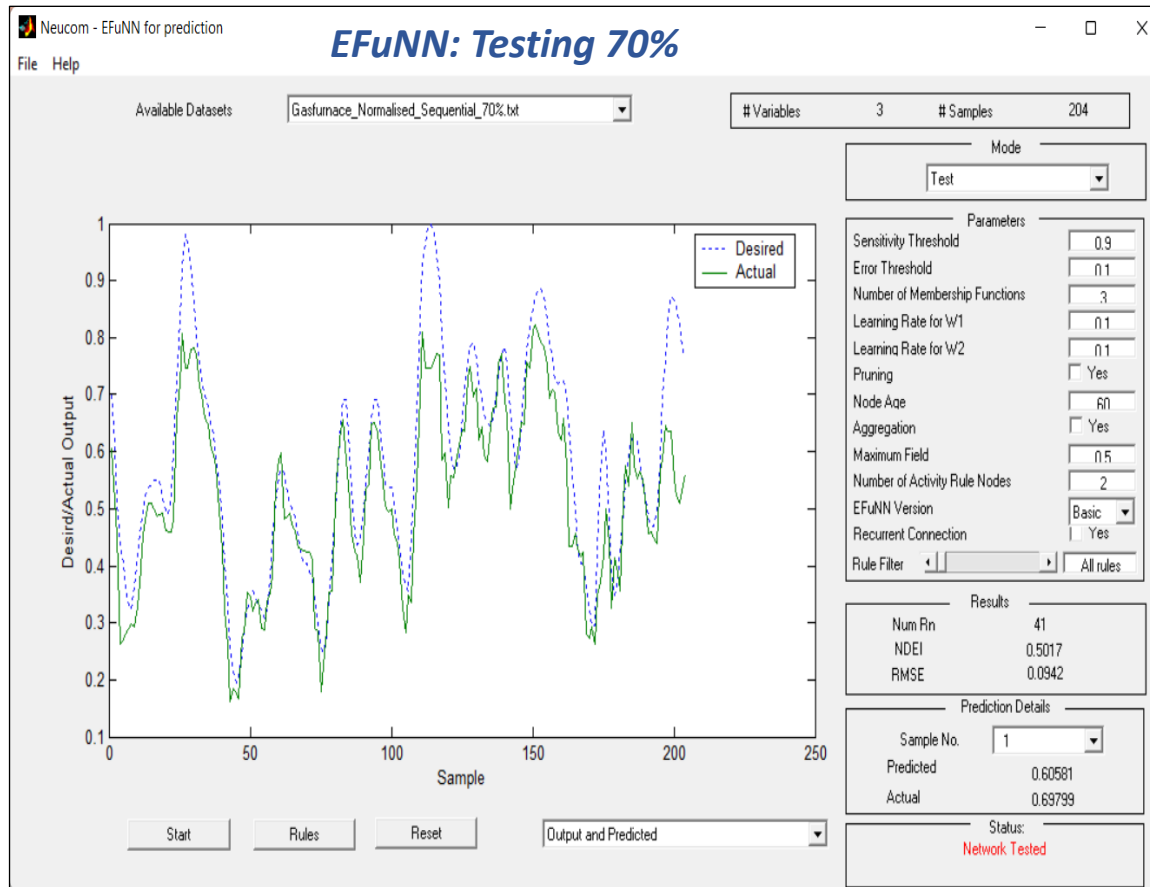 Neucom - EFuNN for prediction
EFuNN: Testing 70%
File Help
Available Datasets
Gasfurnace_Normalised_Sequential_70%.txt
# Variables 3 # Samples 204
Mode
Test
Parameters
Sensitivity Threshold 0.9
Error Threshold 0.1
Number of Membership Functions 3
Learning Rate for W1 0.1
Learning Rate for W2 0.1
Pruning Yes
Node Age 60
Aggregation Yes
Maximum Field 0.5
Number of Activity Rule Nodes 2
EFuNN Version Basic
Recurrent Connection Yes
Rule Filter All rules
Results
Num Rn 41
NDEI 0.5017
RMSE 0.0942
Prediction Details
Sample No. 1
Predicted 0.60581
Actual 0.69799
Status:
Network Tested
Desired
Actual
1
0.9
0.8
0.7
0.6
0.5
0.4
0.3
0.2
0.1
Desird/Actual Output
0 50 100 150 200 250
Sample
Start Rules Reset
Output and Predicted